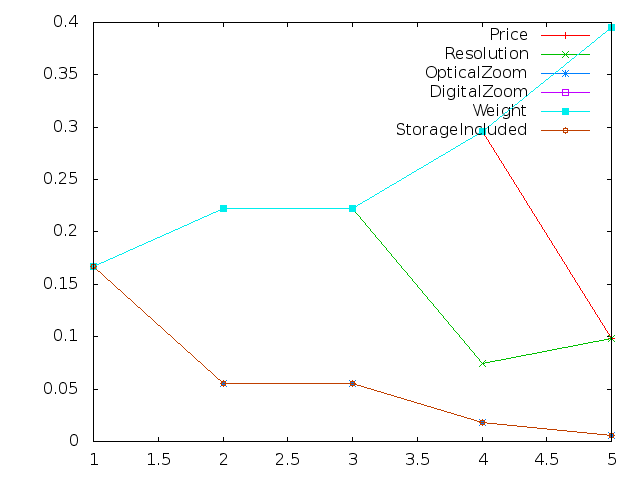 0.4
0.35
0.3
0.25
0.2
0.15
0.1
0.05
0
1 1.5 2 2.5 3 3.5 4 4.5 5
Price
Resolution
OpticalZoom
DigitalZoom
Weight
StorageIncluded